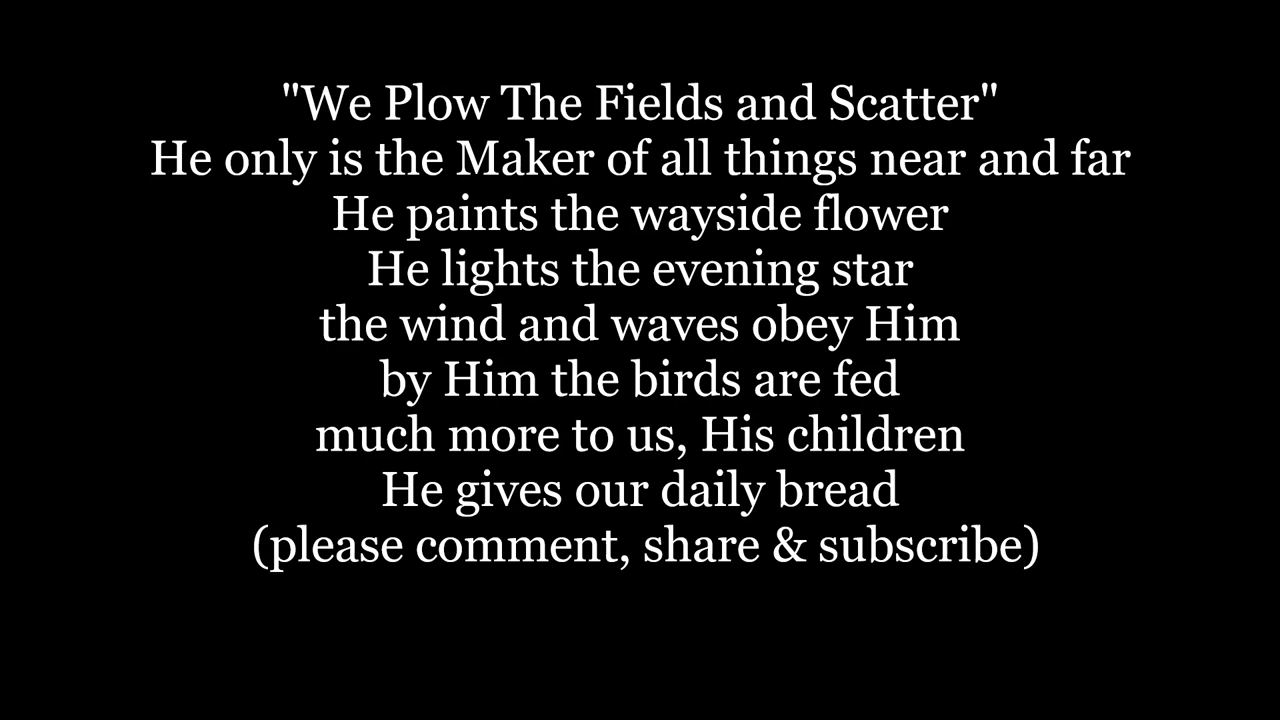 "We Plow The Fields and Scatter"
He only is the Maker of all things near and far
He paints the wayside flower
He lights the evening star
the wind and waves obey Him
by Him the birds are fed
much more to us, His children
He gives our daily bread
(please comment, share & subscribe)